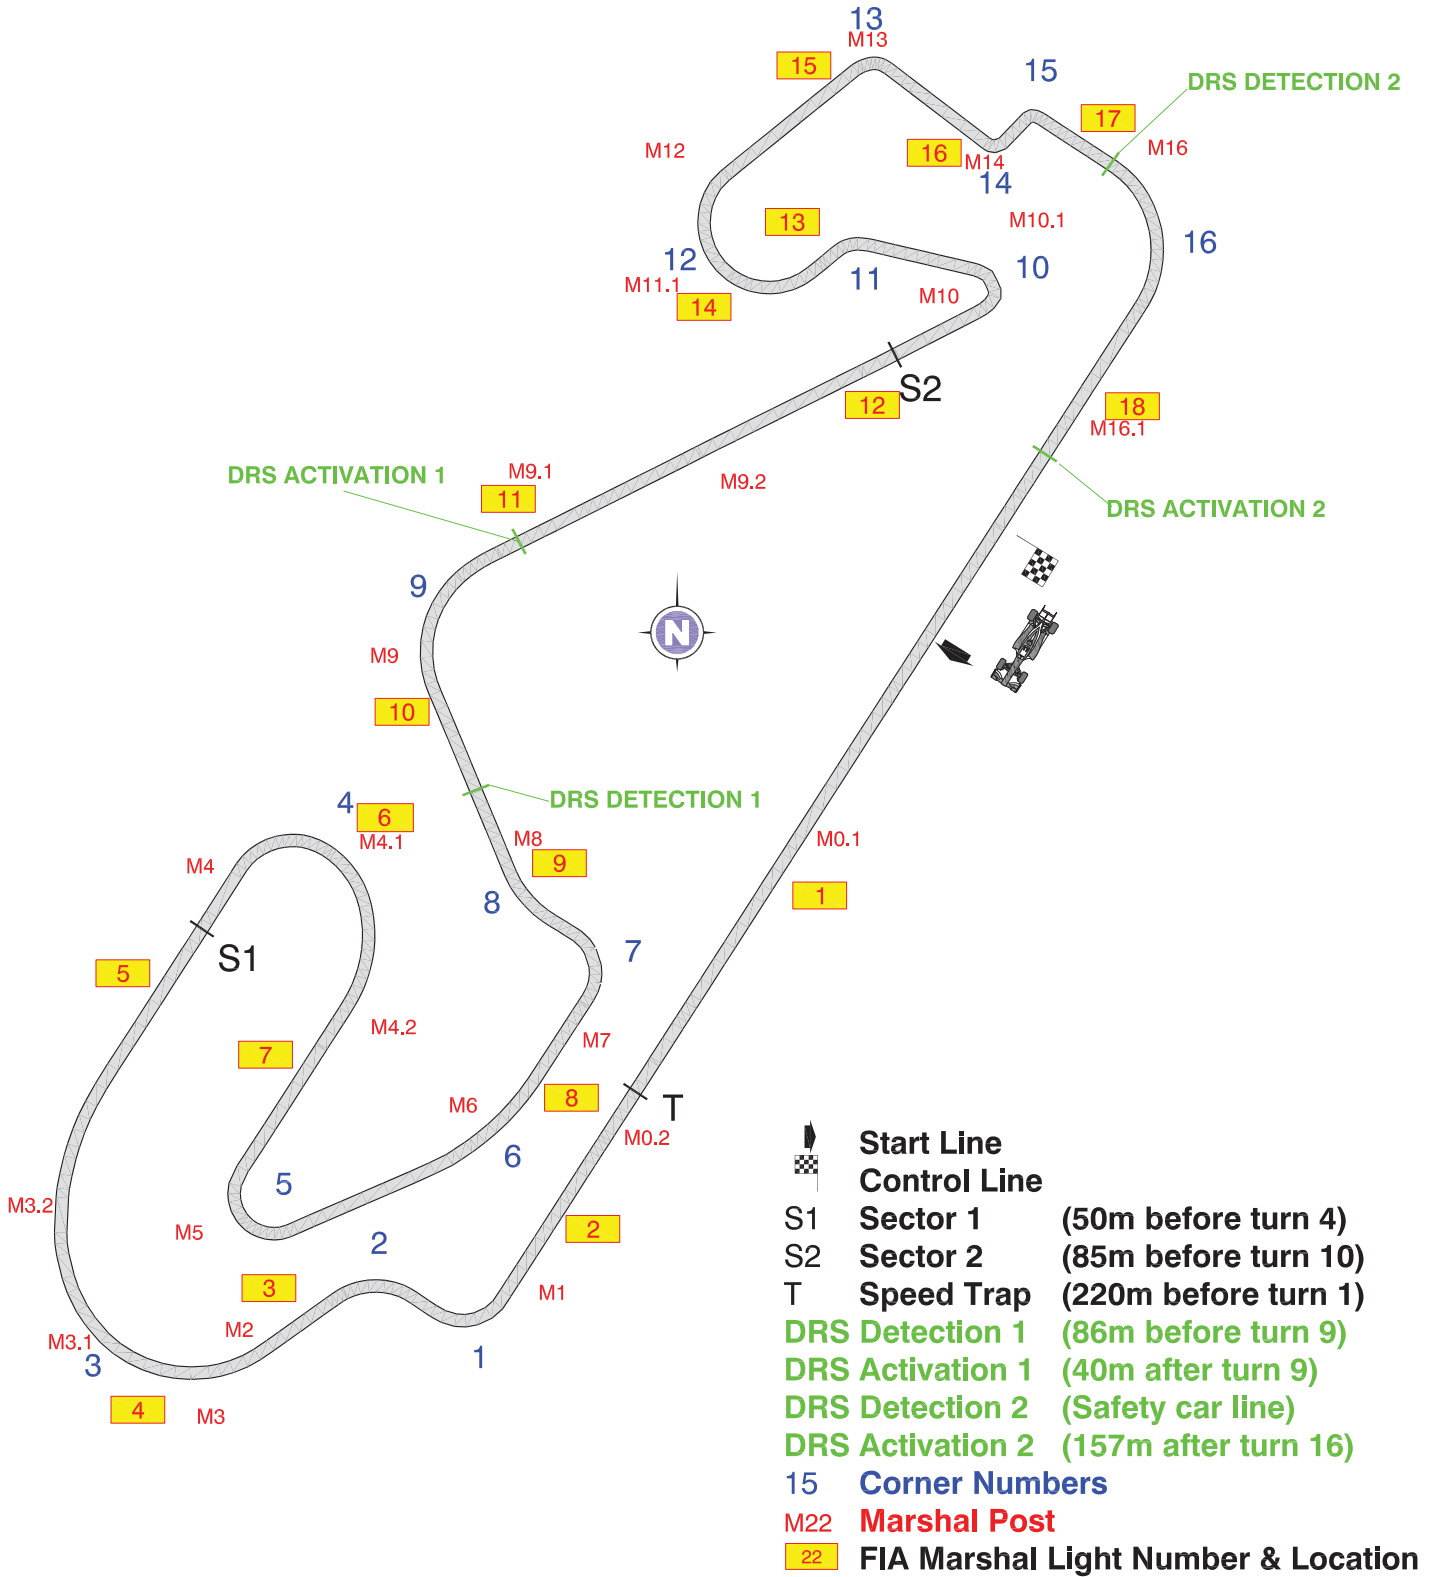 13
M13
15
15
DRS DETECTION 2
17
M12
16
M14
M16
14
13
M10.1
16
12
11
10
M11.1
M10
14
S2
12
18
M16.1
DRS ACTIVATION 1
M9.1
M9.2
11
DRS ACTIVATION 2
9
N
M9
10
DRS DETECTION 1
4
6
M4.1
M8
9
M0.1
M4
8
1
7
S1
5
M4.2
7
M7
M6
8
T
M0.2
6
5
M3.2
M5
2
2
3
M1
M2
M3.1
3
1
4
M3
Start Line
Control Line
S1 Sector 1 (50m before turn 4)
S2 Sector 2 (85m before turn 10)
T Speed Trap (220m before turn 1)
DRS Detection 1 (86m before turn 9)
DRS Activation 1 (40m after turn 9)
DRS Detection 2 (Safety car line)
DRS Activation 2 (157m after turn 16)
15 Corner Numbers
M22 Marshal Post
22 FIA Marshal Light Number & Location